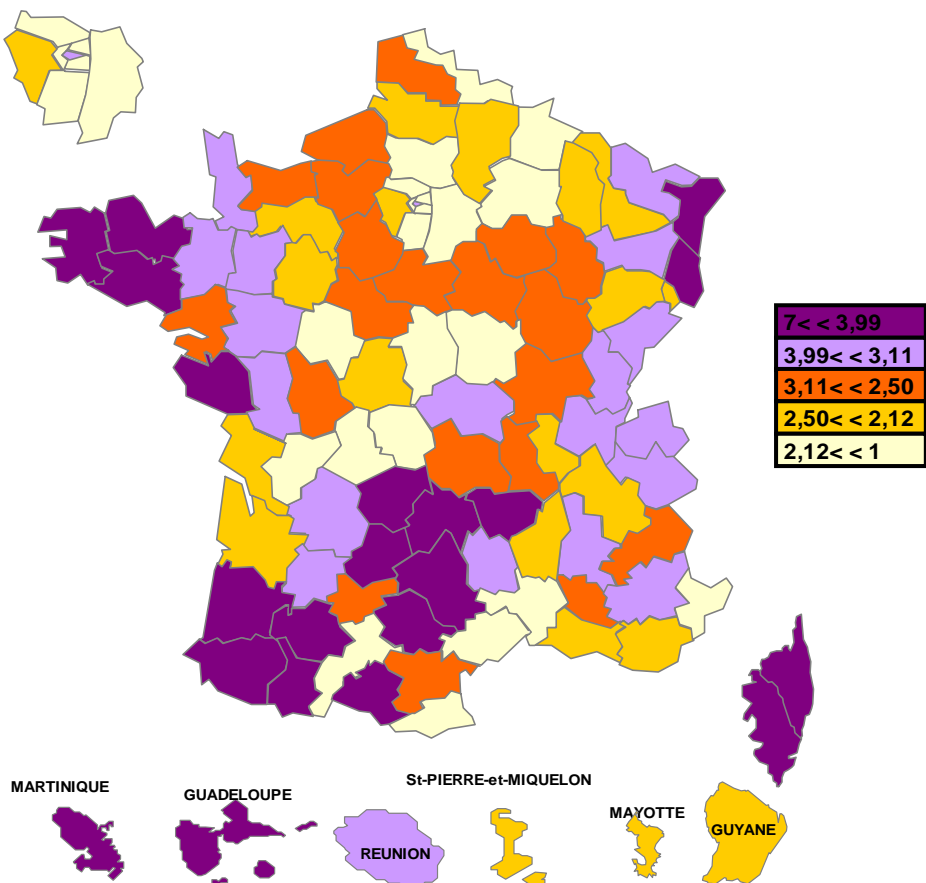 7< < 3,99
3,99< < 3,11
3,11< < 2,50
2,50< < 2,12
2,12< < 1
St-PIERRE-et-MIQUELON
MARTINIQUE
GUADELOUPE
MAYOTTE
GUYANE
REUNION